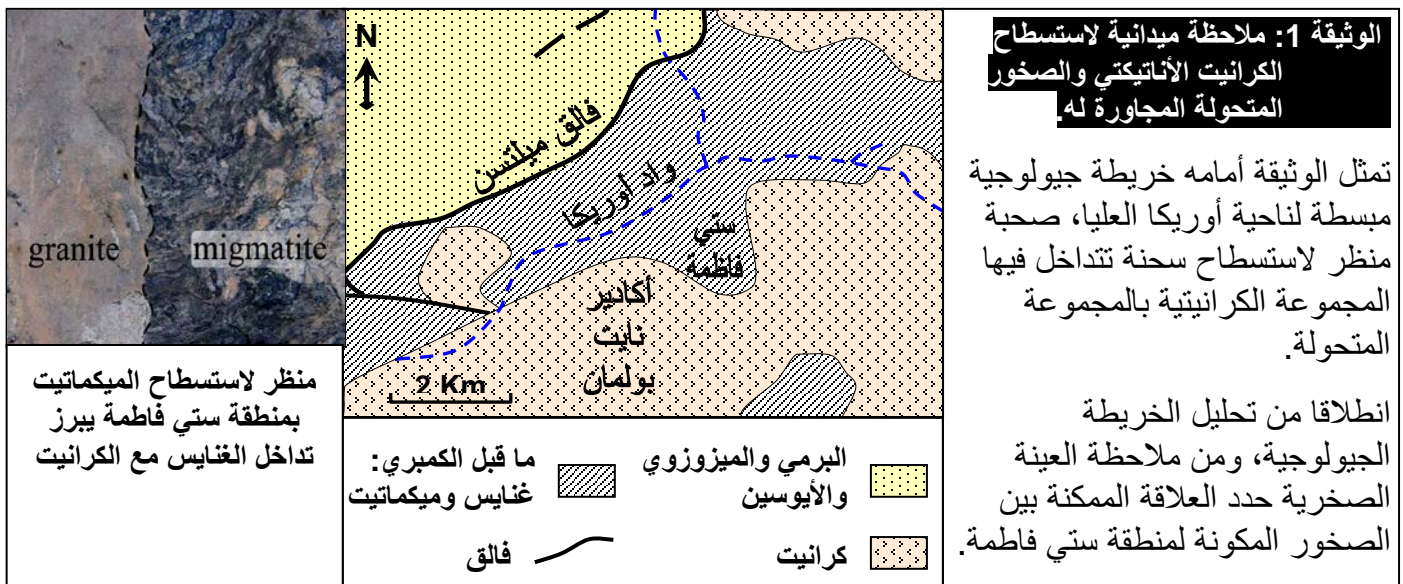 الوثيقة 1: ملاحظة ميدانية لاستسطاح
الكرانيت الأناتيكتي والصخور
المتحولة المجاورة له.
تمثل الوثيقة أمامه خريطة جيولوجية
مبسطة لناحية أوريكا العليا، صحبة
منظر لاستسطاح سحنة تتداخل فيها
المجموعة الكرانيتية بالمجموعة
المتحولة.
انطلاقا من تحليل الخريطة
الجيولوجية، ومن ملاحظة العينة
الصخرية حدد العلاقة الممكنة بين
الصخور المكونة لمنطقة ستي فاطمة.
N
فالق ميلتسن
واد أوريكا
ستي
فاظمة
أكادير
نايت
بولمان
2 Km
البرمي والميزوزوي
والأيوسين
ما قبل الكمبري:
غنايس وميكماتيت
كرانيت
فالق
granite
migmatite
منظر لاستسطاح الميكماتيت
بمنطقة ستي فاطمة يبرز
تداخل الغنايس مع الكرانيت